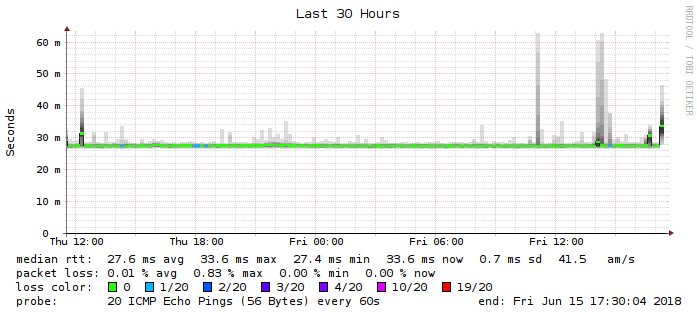 Last 30 Hours
RRDTOOL / TOBI OETIKER
Seconds
60 m
50 m
40 m
30 m
20 m
10 m
0
Thu 12:00 Thu 18:00 Fri 00:00 Fri 06:00 Fri 12:00
median rtt: 27.6 ms avg 33.6 ms max 27.4 ms min 33.6 ms now 0.7 ms sd 41.5 am/s
packet loss: 0.01 % avg 0.83 % max 0.00 % min 0.00 % now
loss color: 0 1/20 2/20 3/20 4/20 10/20 19/20
probe: 20 ICMP Echo Pings (56 Bytes) every 60s end: Fri Jun 15 17:30:04 2018